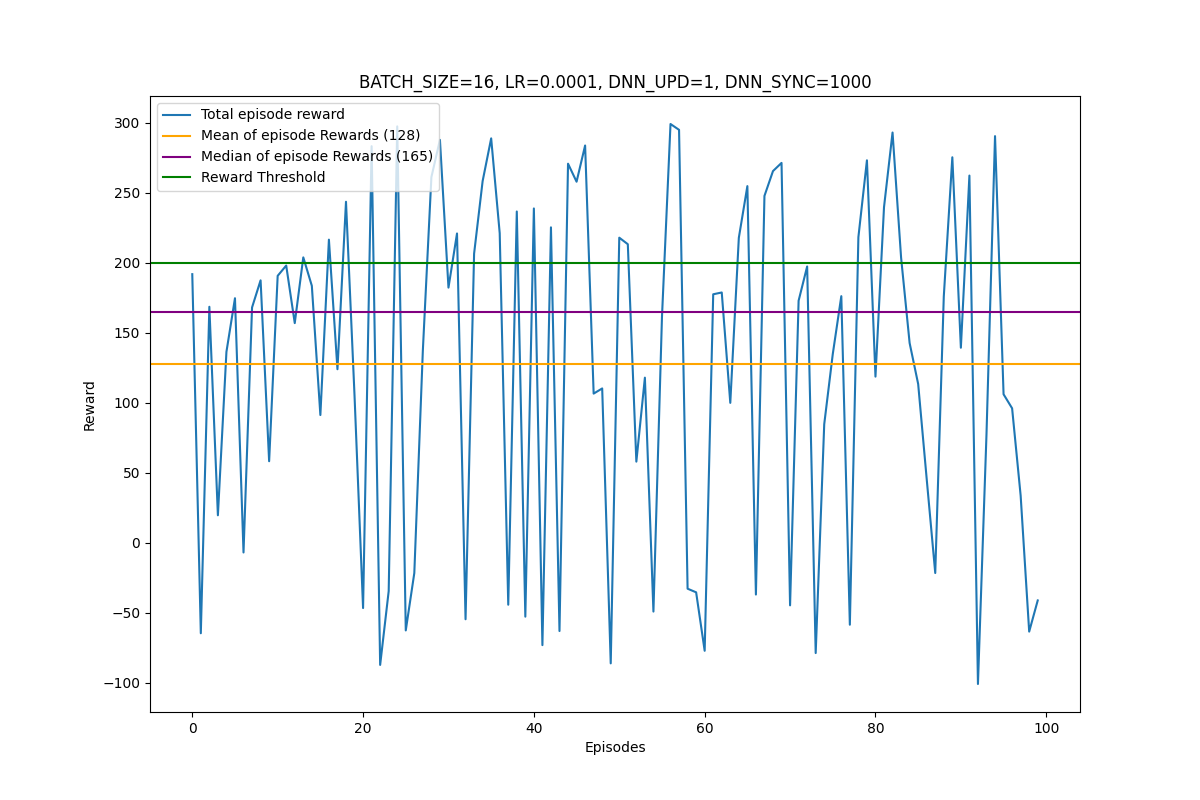 BATCH_SIZE=16, LR=0.0001, DNN_UPD=1, DNN_SYNC=1000
Total episode reward
Mean of episode Rewards (128)
Median of episode Rewards (165)
Reward Threshold
300
250
200
150
100
50
0
−50
−100
Reward
0 20 40 60 80 100
Episodes